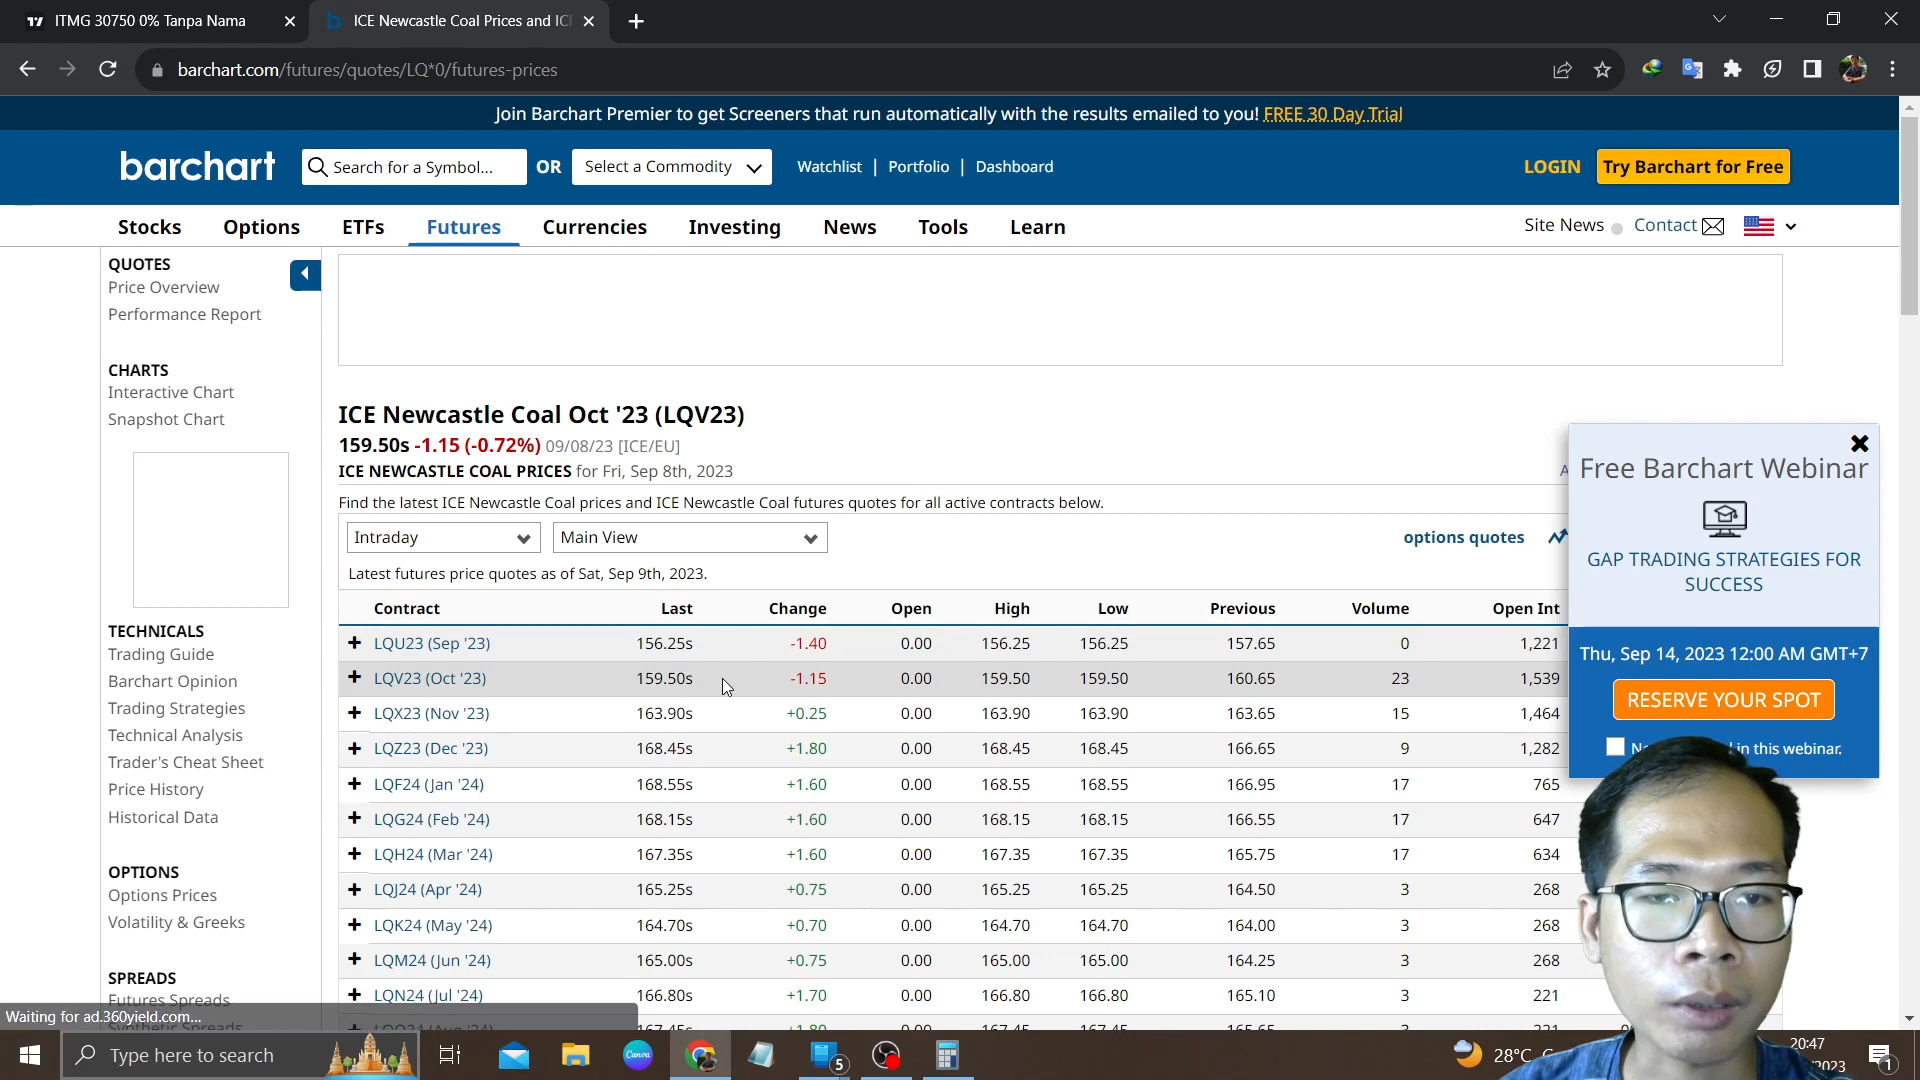 ITMG 30750 0% Tanpa Nama
ICE Newcastle Coal Prices and
barchart.com/futures/quotes/LQ*0/futures-prices
Join Barchart Premier to get Screeners that run automatically with the results emailed to you! FREE 30 Day Trial
barchart
Search for a Symbol...
OR
Select a Commodity
Watchlist | Portfolio | Dashboard
LOGIN
Try Barchart for Free
Stocks Options ETFs Futures Currencies Investing News Tools Learn
Site News
Contact
QUOTES
Price Overview
Performance Report
CHARTS
Interactive Chart
Snapshot Chart
TECHNICALS
Trading Guide
Barchart Opinion
Trading Strategies
Technical Analysis
Trader's Cheat Sheet
Price History
Historical Data
OPTIONS
Options Prices
Volatility & Greeks
SPREADS
Futures Spreads
Synthetic Spreads
ICE Newcastle Coal Oct '23 (LQV23)
159.50s -1.15 (-0.72%) 09/08/23 [ICE/EU]
ICE NEWCASTLE COAL PRICES for Fri, Sep 8th, 2023
Find the latest ICE Newcastle Coal prices and ICE Newcastle Coal futures quotes for all active contracts below.
Intraday
Main View
options quotes
Latest futures price quotes as of Sat, Sep 9th, 2023.
Contract Last Change Open High Low Previous Volume Open Int
+ LQU23 (Sep '23) 156.25s -1.40 0.00 156.25 156.25 157.65 0 1,221
+ LQV23 (Oct '23) 159.50s -1.15 0.00 159.50 159.50 160.65 23 1,539
+ LQX23 (Nov '23) 163.90s +0.25 0.00 163.90 163.90 163.65 15 1,464
+ LQZ23 (Dec '23) 168.45s +1.80 0.00 168.45 168.45 166.65 9 1,282
+ LQF24 (Jan '24) 168.55s +1.60 0.00 168.55 168.55 166.95 17 765
+ LQG24 (Feb '24) 168.15s +1.60 0.00 168.15 168.15 166.55 17 647
+ LQH24 (Mar '24) 167.35s +1.60 0.00 167.35 167.35 165.75 17 634
+ LQJ24 (Apr '24) 165.25s +0.75 0.00 165.25 165.25 164.50 3 268
+ LQK24 (May '24) 164.70s +0.70 0.00 164.70 164.70 164.00 3 268
+ LQM24 (Jun '24) 165.00s +0.75 0.00 165.00 165.00 164.25 3 268
+ LQN24 (Jul '24) 166.80s +1.70 0.00 166.80 166.80 165.10 3 221
Free Barchart Webinar
GAP TRADING STRATEGIES FOR
SUCCESS
Thu, Sep 14, 2023 12:00 AM GMT+7
RESERVE YOUR SPOT
in this webinar.
Waiting for ad.360yield.com...
Type here to search
Canva
5
28°C
20:47
2023
1